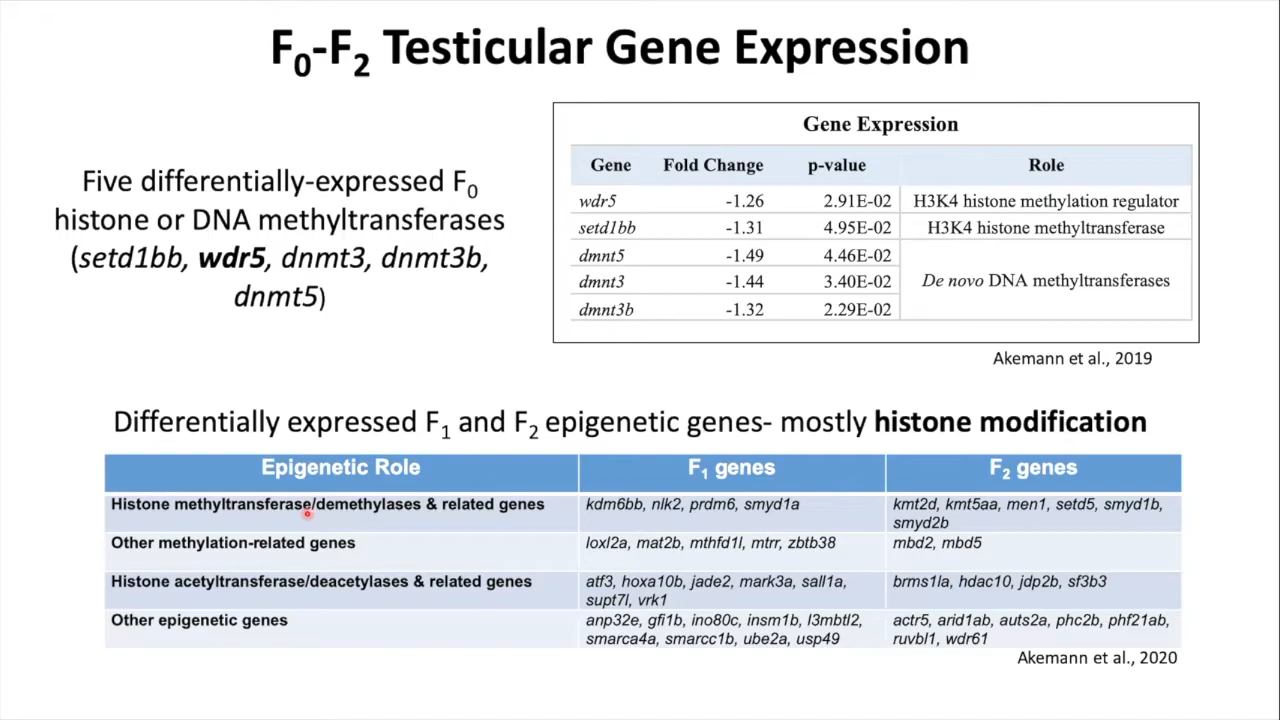 F0-F2 Testicular Gene Expression
Five differentially-expressed F0
histone or DNA methyltransferases
(setd1bb, wdr5, dnmt3, dnmt3b,
dnmt5)
Gene Expression
Gene Fold Change p-value Role
wdr5 -1.26 2.91E-02 H3K4 histone methylation regulator
setd1bb -1.31 4.95E-02 H3K4 histone methyltransferase
dmnt5 -1.49 4.46E-02
dmnt3 -1.44 3.40E-02 De novo DNA methyltransferases
dmnt3b -1.32 2.29E-02
Akemann et al., 2019
Differentially expressed F1 and F2 epigenetic genes- mostly histone modification
Epigenetic Role F1 genes F2 genes
Histone methyltransferase/demethylases & related genes kdm6bb, nlk2, prdm6, smyd1a kmt2d, kmt5aa, men1, setd5, smyd1b,
smyd2b
Other methylation-related genes loxl2a, mat2b, mthfd1l, mtrr, zbtb38 mbd2, mbd5
Histone acetyltransferase/deacetylases & related genes atf3, hoxa10b, jade2, mark3a, sall1a, brms1la, hdac10, jdp2b, sf3b3
supt7l, vrk1
Other epigenetic genes anp32e, gfi1b, ino80c, insm1b, l3mbtl2, actr5, arid1ab, auts2a, phc2b, phf21ab,
smarca4a, smarcc1b, ube2a, usp49 ruvbl1, wdr61
Akemann et al., 2020